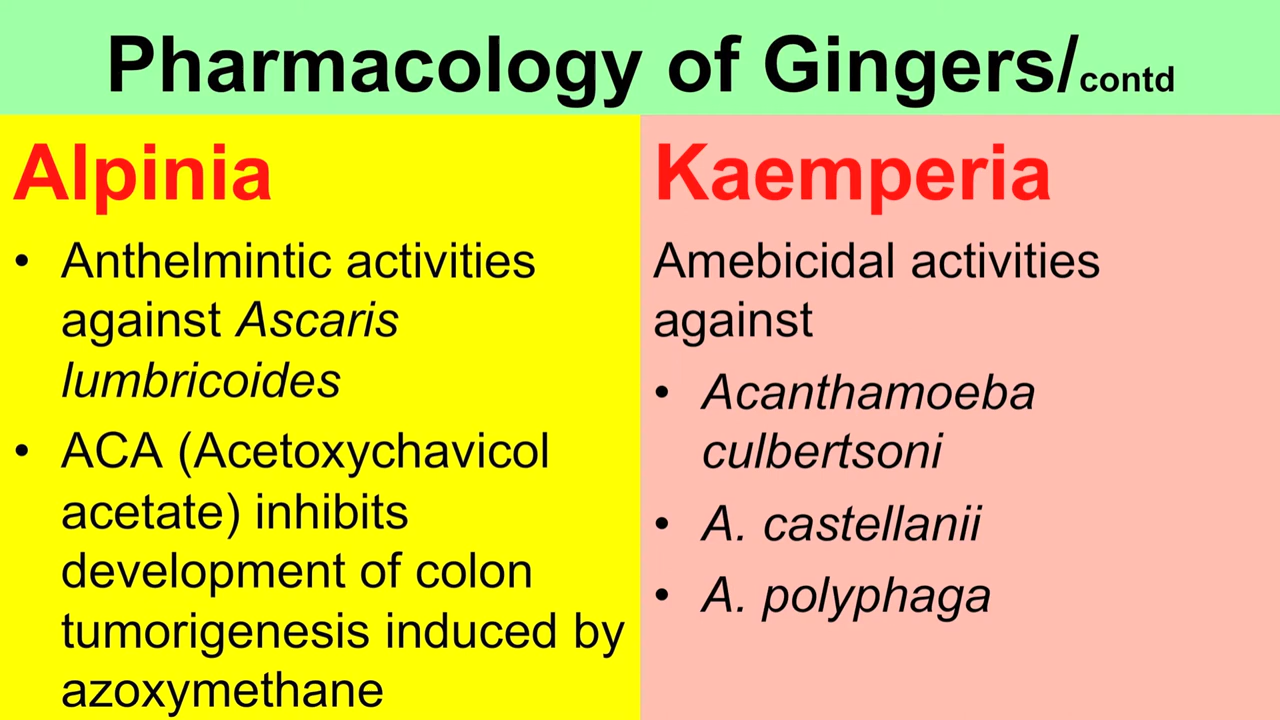 Pharmacology of Gingers/contd
Alpinia
• Anthelmintic activities
against Ascaris
lumbricoides
• ACA (Acetoxychavicol
acetate) inhibits
development of colon
tumorigenesis induced by
azoxymethane
Kaemperia
Amebicidal activities
against
• Acanthamoeba
culbertsoni
• A. castellanii
• A. polyphaga